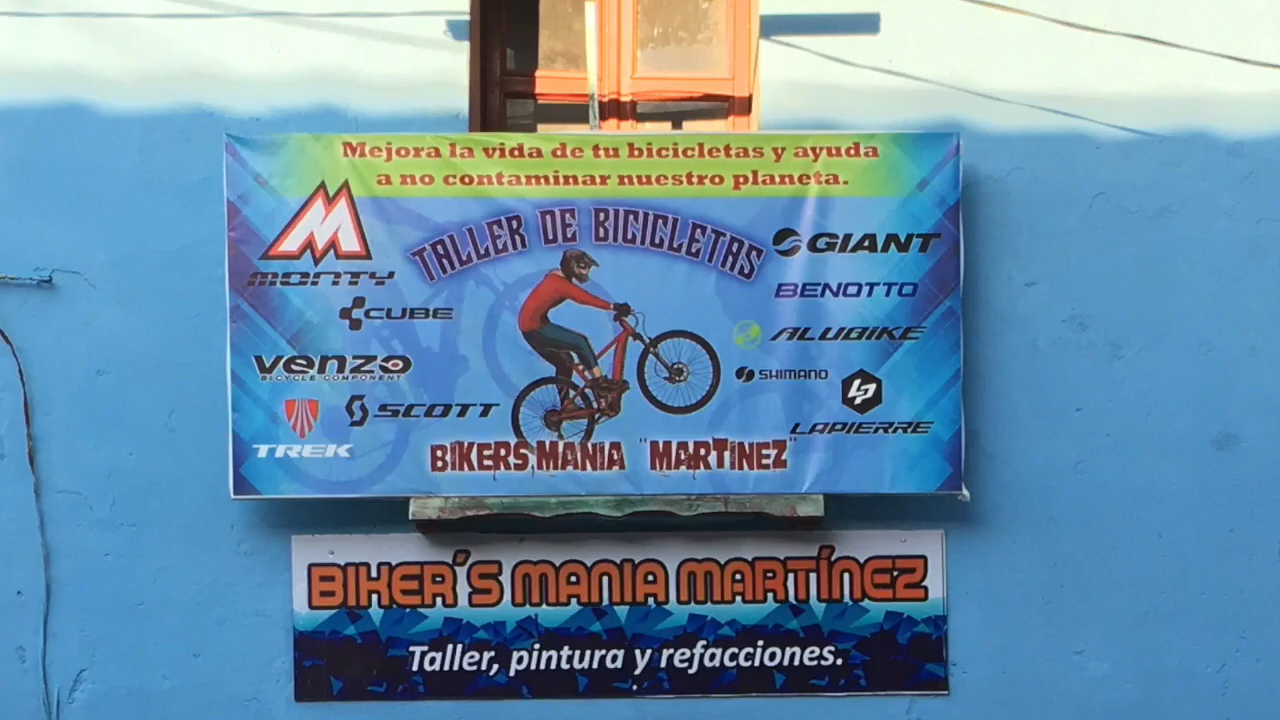 Mejora la vida de tu bicicletas y ayuda
a no contaminar nuestro planeta.
TALLER DE BICICLETAS
M
MONTY
CUBE
VENZO
BICYCLE COMPONENT
SCOTT
TREK
GIANT
BENOTTO
ALUBIKE
SHIMANO
LP
LAPIERRE
BIKERS MANIA "MARTINEZ"
BIKER´S MANIA MARTÍNEZ
Taller, pintura y refacciones.